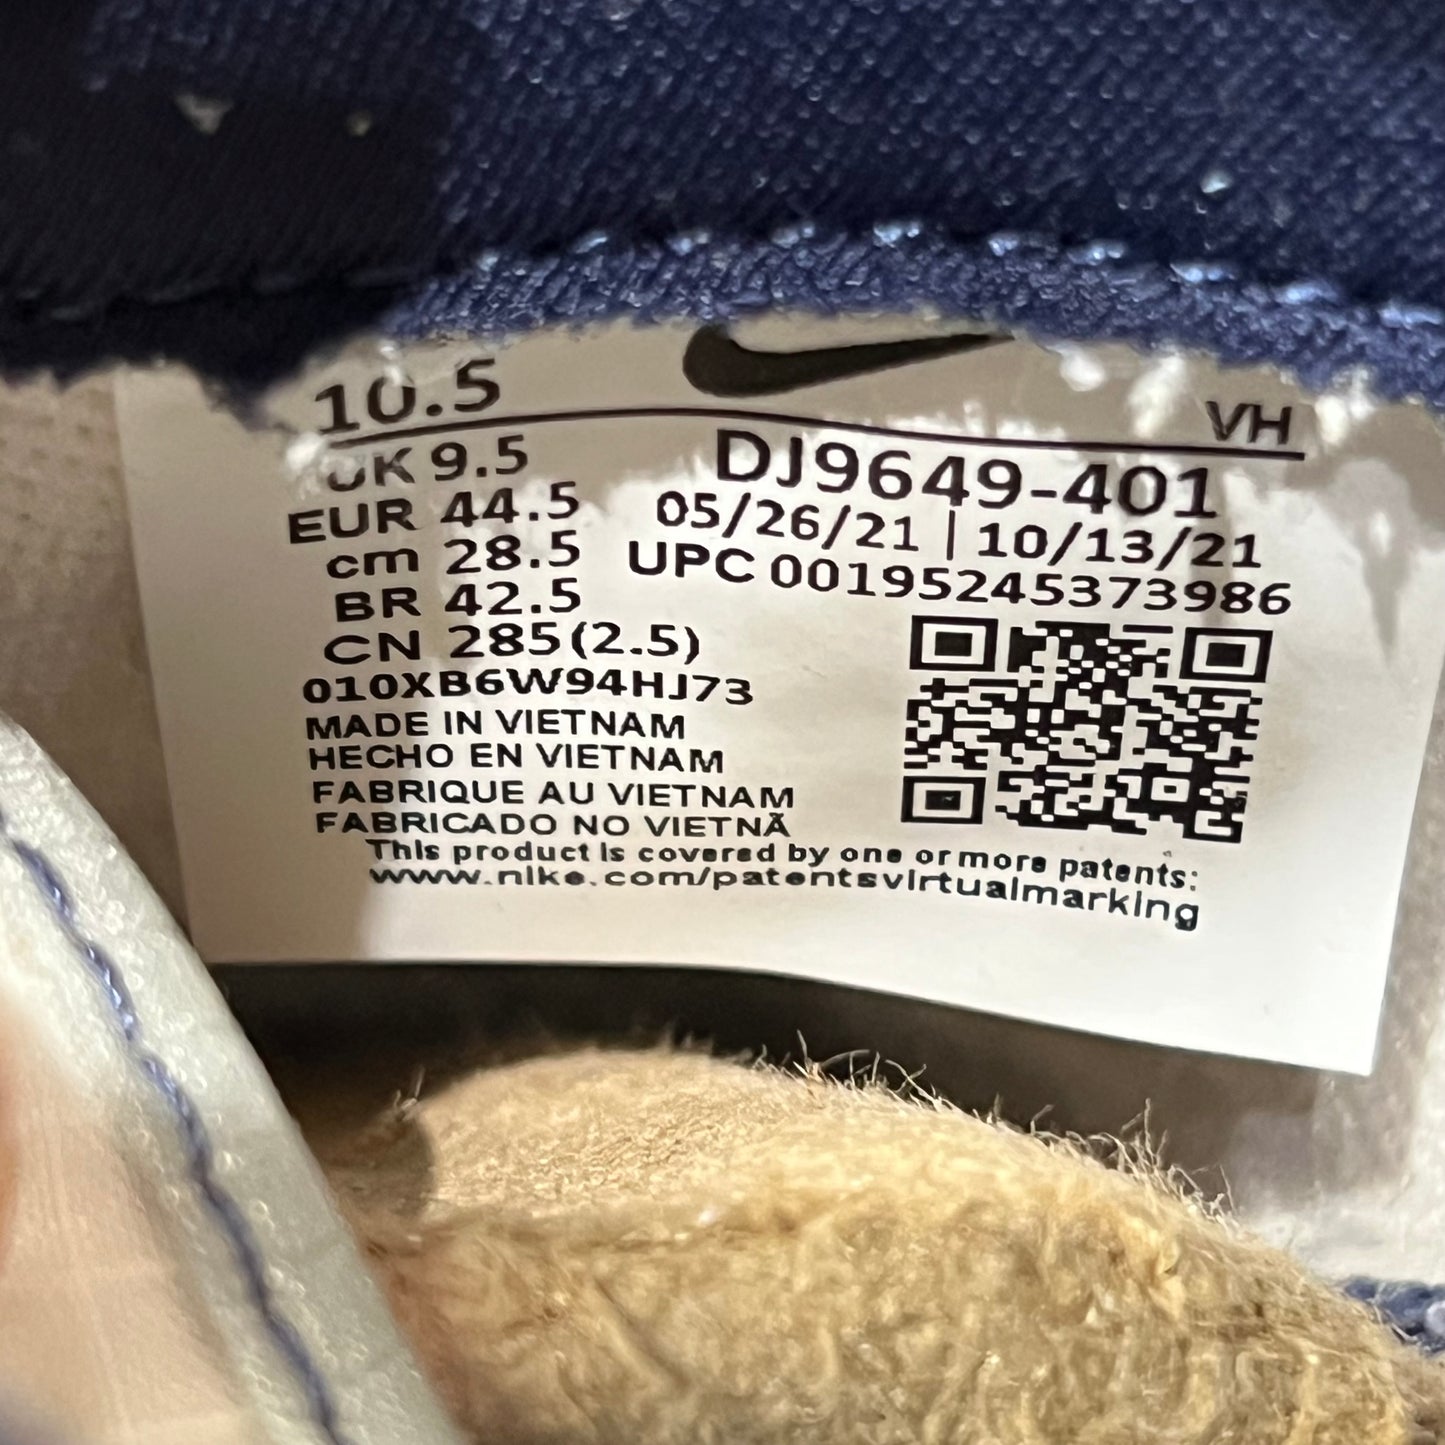 10.5
VH
UK 9.5
DJ9649-401
EUR 44.5
05/26/21 | 10/13/21
cm 28.5
UPC 00195245373986
BR 42.5
CN 285(2.5)
010XB6W94HJ73
MADE IN VIETNAM
HECHO EN VIETNAM
FABRIQUE AU VIETNAM
FABRICADO NO VIETNÃ
This product is covered by one or more patents:
www.nike.com/patentsvirtualmarking